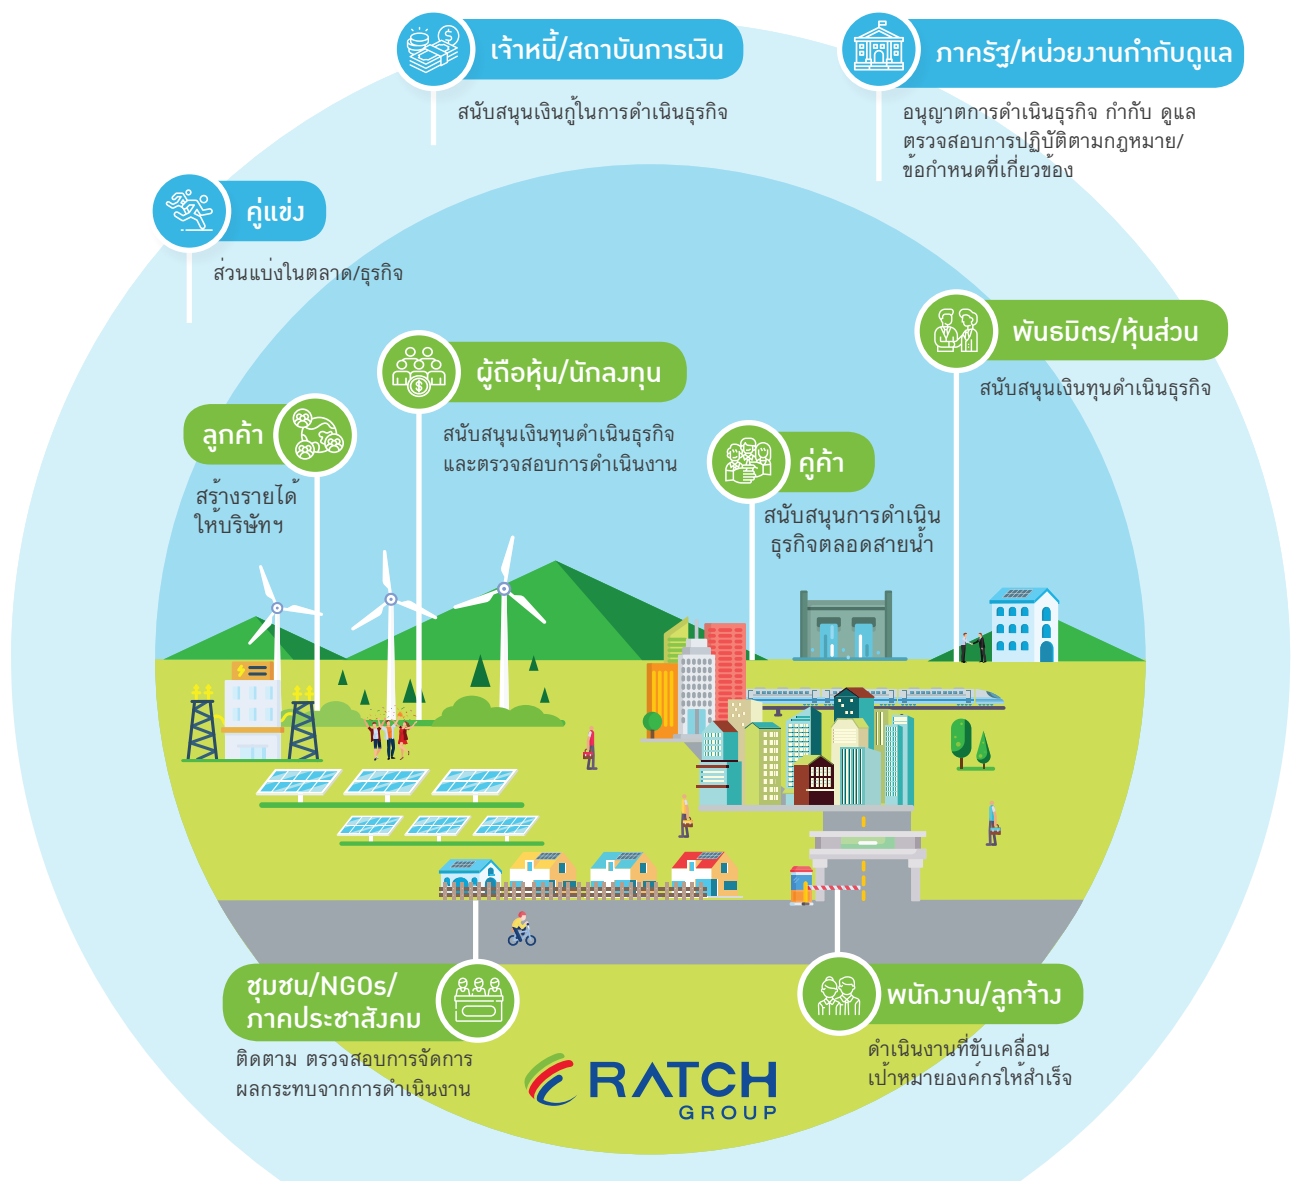 เจ้าหนี้/สถาบันการเงิน
สนับสนุนเงินกู้ในการดำเนินธุรกิจ
ภาครัฐ/หน่วยงานกำกับดูแล
อนุญาตการดำเนินธุรกิจ กำกับ ดูแล
ตรวจสอบการปฏิบัติตามกฎหมาย/
ข้อกำหนดที่เกี่ยวข้อง
คู่แข่ง
ส่วนแบ่งในตลาด/ธุรกิจ
พันธมิตร/หุ้นส่วน
สนับสนุนเงินทุนดำเนินธุรกิจ
ผู้ถือหุ้น/นักลงทุน
สนับสนุนเงินทุนดำเนินธุรกิจ
และตรวจสอบการดำเนินงาน
ลูกค้า
สร้างรายได้
ให้บริษัทฯ
คู่ค้า
สนับสนุนการดำเนิน
ธุรกิจตลอดสายน้ำ
ชุมชน/NGOs/
ภาคประชาสังคม
ติดตาม ตรวจสอบการจัดการ
ผลกระทบจากการดำเนินงาน
พนักงาน/ลูกจ้าง
ดำเนินงานที่ขับเคลื่อน
เป้าหมายองค์กรให้สำเร็จ
RATCH
GROUP